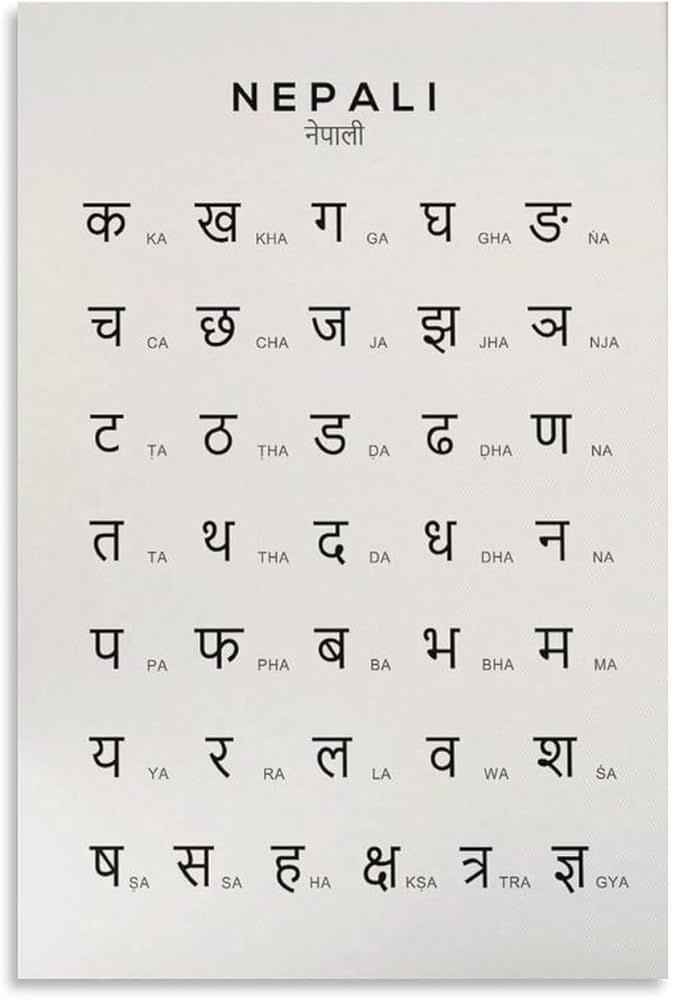 NEPALI
नेपाली
क KA ख KHA ग GA घ GHA ङ ṄA
च CA छ CHA ज JA झ JHA ञ NJA
ट ṬA ठ ṬHA ड ḌA ढ ḌHA ण NA
त TA थ THA द DA ध DHA न NA
प PA फ PHA ब BA भ BHA म MA
य YA र RA ल LA व WA श ŚA
ष ṢA स SA ह HA क्ष KṢA त्र TRA ज्ञ GYA